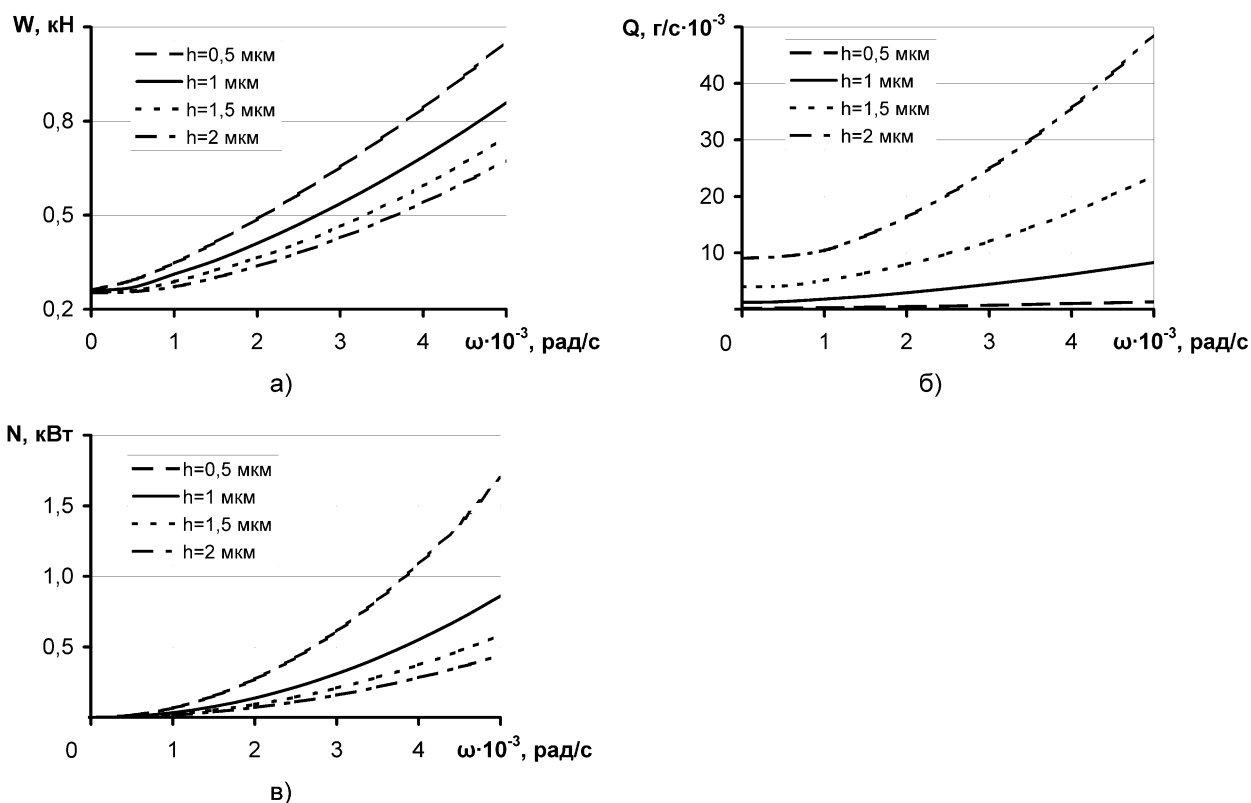 W, кН
h=0,5 мкм
h=1 мкм
h=1,5 мкм
h=2 мкм
0,8
0,5
0,2
0 1 2 3 4 ω·10-3, рад/с
а)
Q, г/с·10-3
h=0,5 мкм
h=1 мкм
h=1,5 мкм
h=2 мкм
40
30
20
10
0 1 2 3 4 ω·10-3, рад/с
б)
N, кВт
h=0,5 мкм
h=1 мкм
h=1,5 мкм
h=2 мкм
1,5
1,0
0,5
0 1 2 3 4 ω·10-3, рад/с
в)